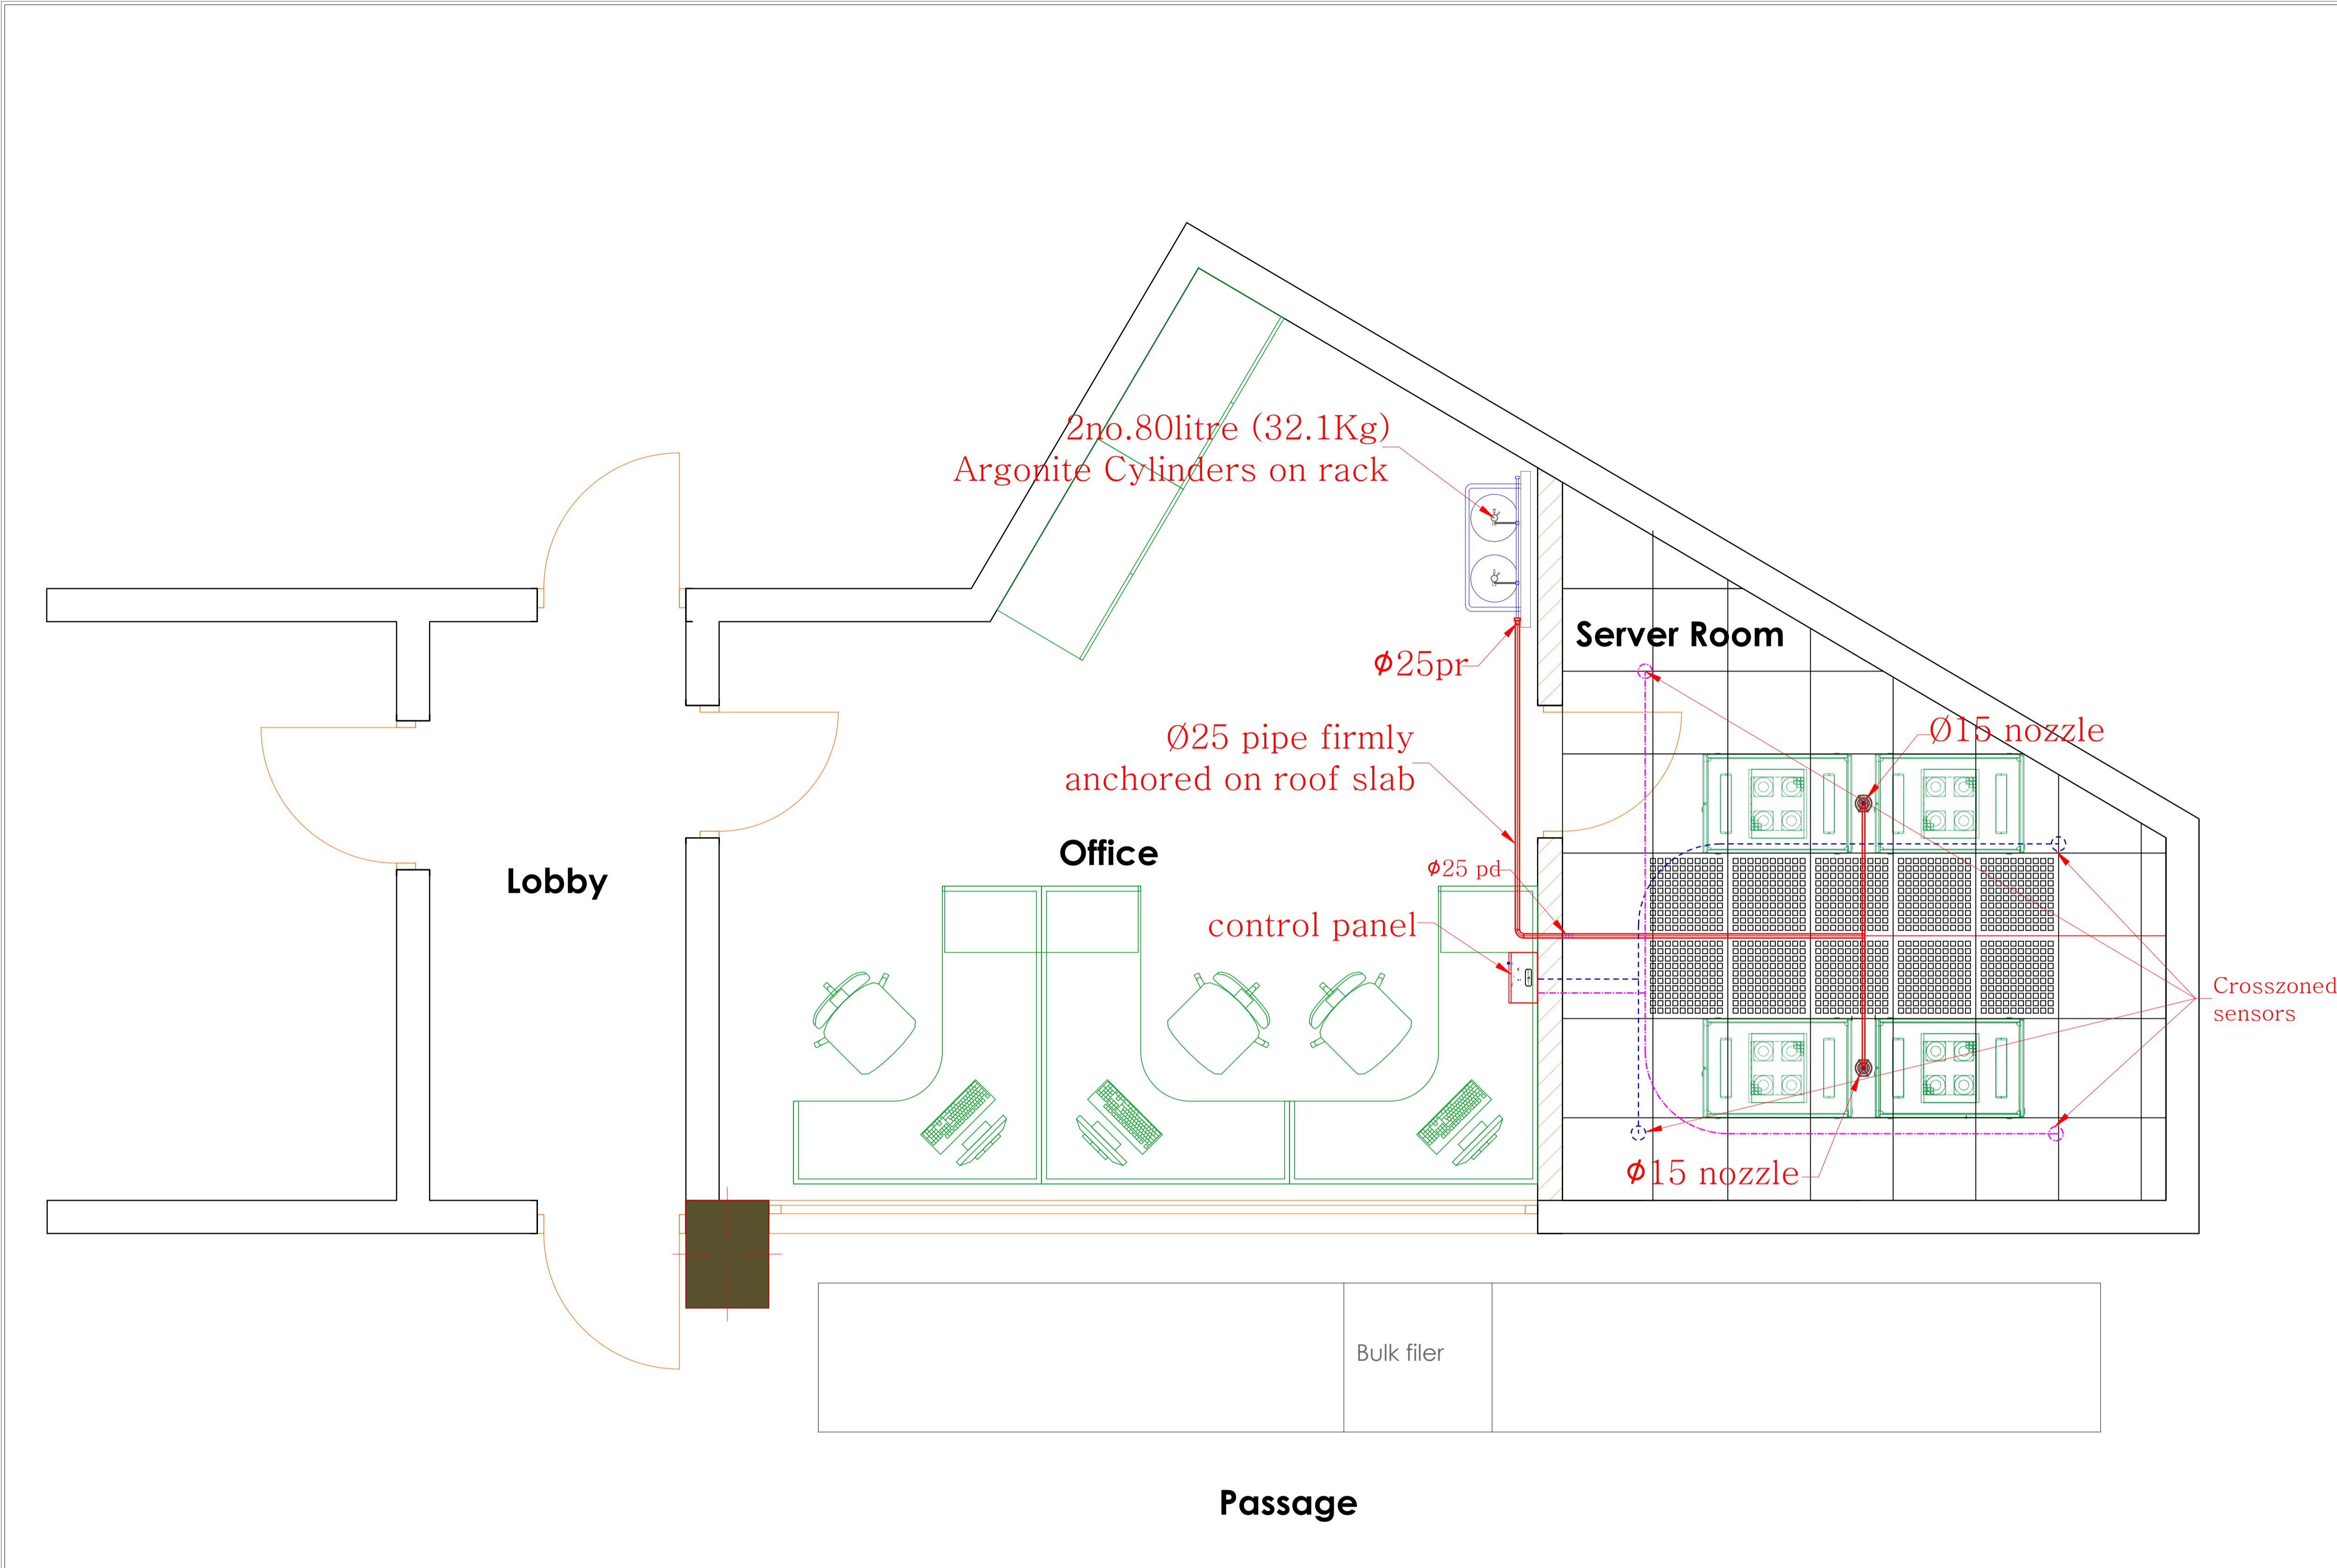 2no.80litre (32.1Kg)
Argonite Cylinders on rack
Server Room
ϕ25pr
Ø25 pipe firmly
anchored on roof slab
Ø15 nozzle
Office
Lobby
ϕ25 pd
control panel
Crosszoned
sensors
ϕ15 nozzle
Bulk filer
Passage